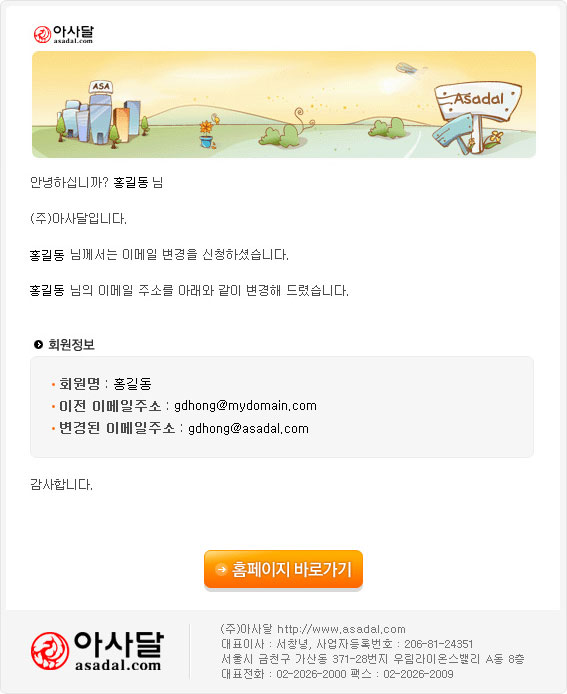 아사달
asadal.com
ASA
Asadal
안녕하십니까? 홍길동 님
(주)아사달입니다.
홍길동 님께서는 이메일 변경을 신청하셨습니다.
홍길동 님의 이메일 주소를 아래와 같이 변경해 드렸습니다.
회원정보
· 회원명 : 홍길동
· 이전 이메일주소 : gdhong@mydomain.com
· 변경된 이메일주소 : gdhong@asadal.com
감사합니다.
홈페이지 바로가기
아사달
asadal.com
(주)아사달 http://www.asadal.com
대표이사 : 서창녕, 사업자등록번호 : 206-81-24351
서울시 금천구 가산동 371-28번지 우림라이온스밸리 A동 8층
대표전화 : 02-2026-2000 팩스 : 02-2026-2009